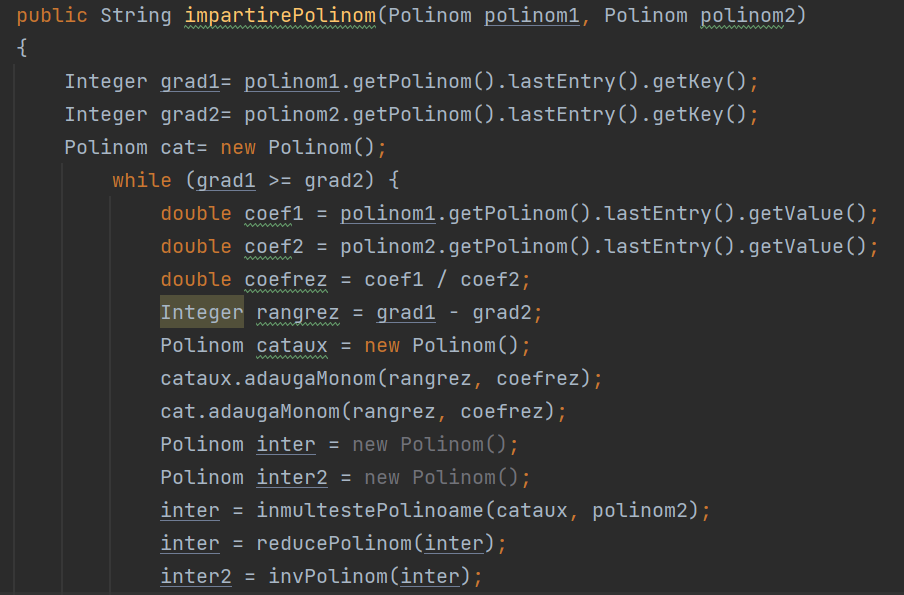 public String impartirePolinom(Polinom polinom1, Polinom polinom2)
{
Integer grad1= polinom1.getPolinom().lastEntry().getKey();
Integer grad2= polinom2.getPolinom().lastEntry().getKey();
Polinom cat= new Polinom();
while (grad1 >= grad2) {
double coef1 = polinom1.getPolinom().lastEntry().getValue();
double coef2 = polinom2.getPolinom().lastEntry().getValue();
double coefrez = coef1 / coef2;
Integer rangrez = grad1 - grad2;
Polinom cataux = new Polinom();
cataux.adaugaMonom(rangrez, coefrez);
cat.adaugaMonom(rangrez, coefrez);
Polinom inter = new Polinom();
Polinom inter2 = new Polinom();
inter = inmultestePolinoame(cataux, polinom2);
inter = reducePolinom(inter);
inter2 = invPolinom(inter);